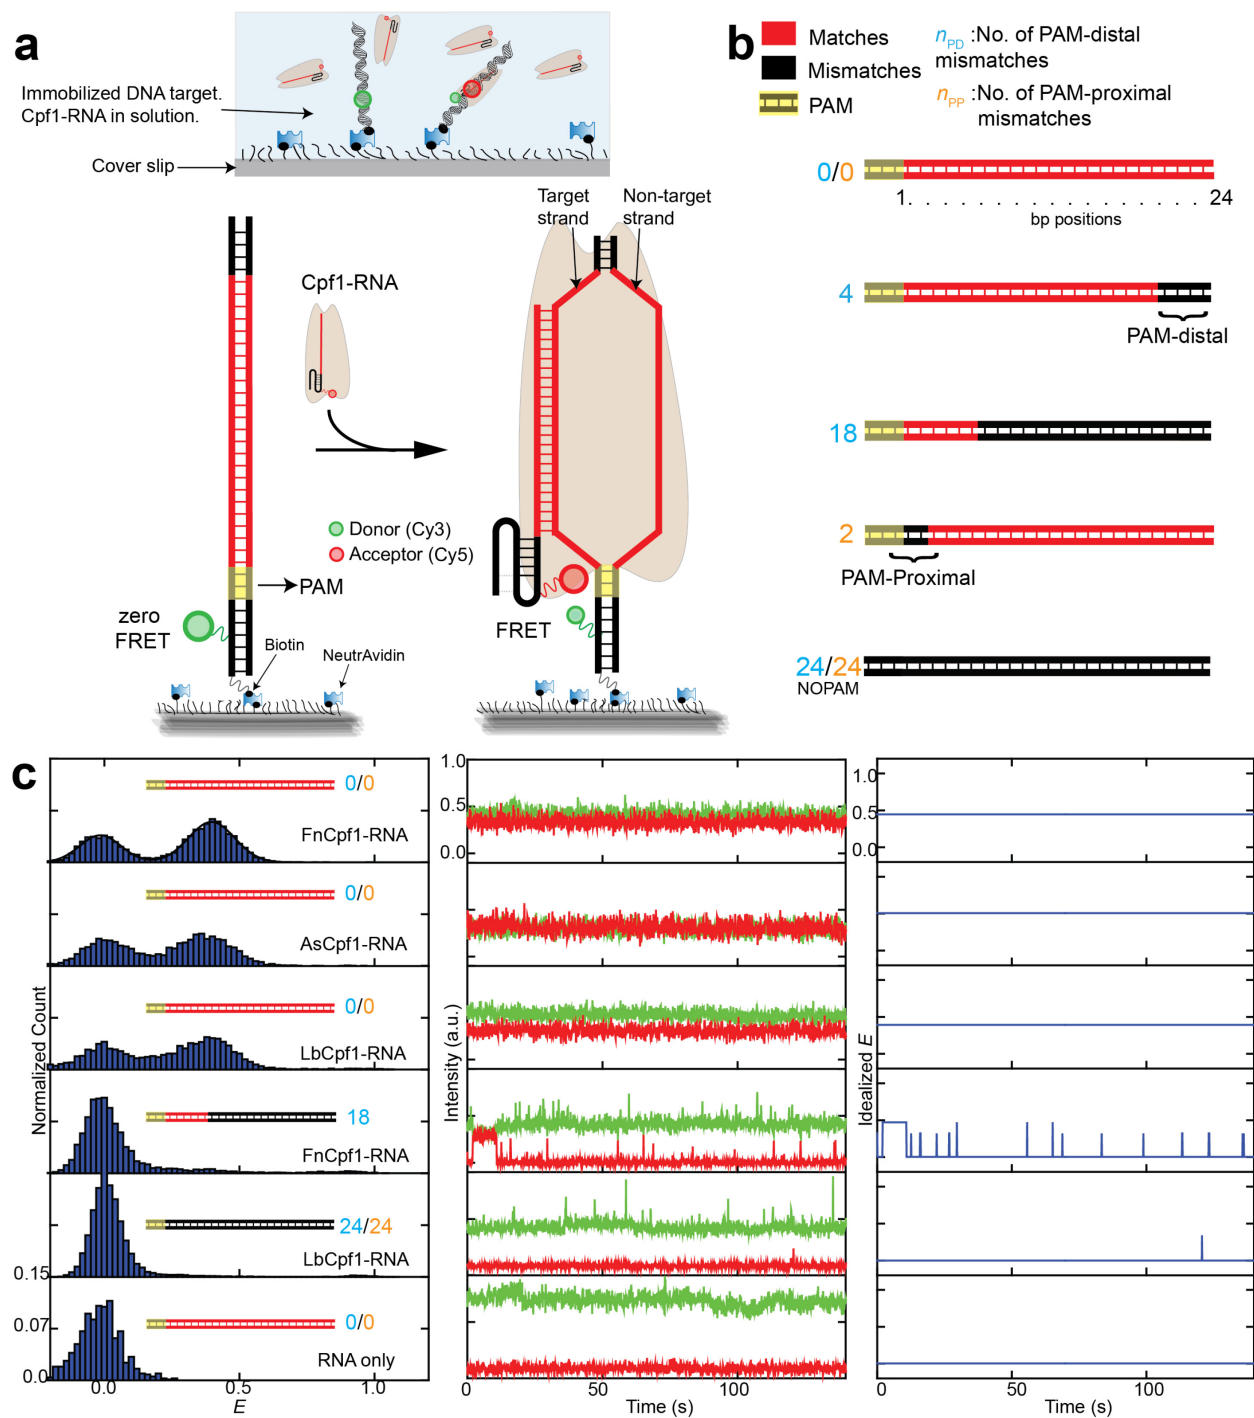 a
Immobilized DNA target.
Cpf1-RNA in solution.
Cover slip
Target
strand
Non-target
strand
Cpf1-RNA
Donor (Cy3)
Acceptor (Cy5)
PAM
zero
FRET
Biotin
NeutrAvidin
FRET
b
Matches
Mismatches
PAM
nPD :No. of PAM-distal
mismatches
nPP :No. of PAM-proximal
mismatches
0/0
1. . . . . . . . . . . . . . 24
bp positions
4
PAM-distal
18
2
PAM-Proximal
24/24
NOPAM
c
Normalized Count
0/0
FnCpf1-RNA
0/0
AsCpf1-RNA
0/0
LbCpf1-RNA
18
FnCpf1-RNA
24/24
LbCpf1-RNA
0/0
RNA only
0.15
0.07
0.0
0.0 0.5 1.0
E
Intensity (a.u.)
1.0
0.5
0.0
0 50 100
Time (s)
Idealized E
1.0
0.5
0.0
0 50 100
Time (s)